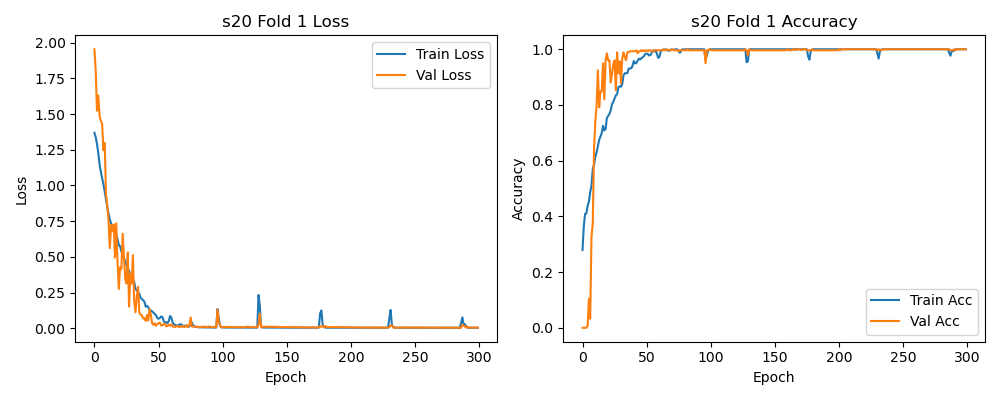 s20 Fold 1 Loss
2.00
1.75
1.50
1.25
1.00
0.75
0.50
0.25
0.00
Loss
0 50 100 150 200 250 300
Epoch
Train Loss
Val Loss
s20 Fold 1 Accuracy
1.0
0.8
0.6
0.4
0.2
0.0
Accuracy
0 50 100 150 200 250 300
Epoch
Train Acc
Val Acc